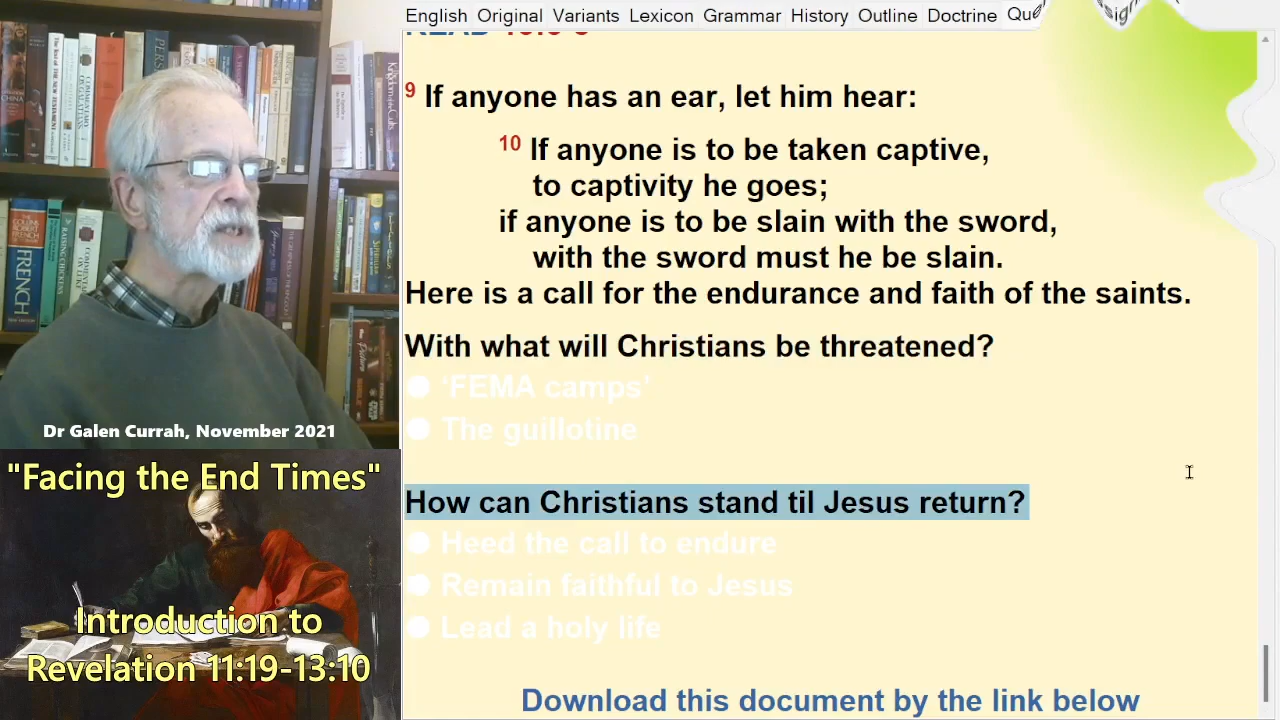 English Original Variants Lexicon Grammar History Outline Doctrine
9 If anyone has an ear, let him hear:
10 If anyone is to be taken captive,
to captivity he goes;
if anyone is to be slain with the sword,
with the sword must he be slain.
Here is a call for the endurance and faith of the saints.
With what will Christians be threatened?
● ‘FEMA camps’
● The guillotine
How can Christians stand til Jesus return?
● Heed the call to endure
● Remain faithful to Jesus
● Lead a holy life
Download this document by the link below
Dr Galen Currah, November 2021
"Facing the End Times"
Introduction to
Revelation 11:19-13:10
FRENCH
RAISING CHICKENS